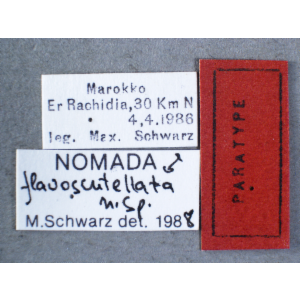 Marokko
Er Rachidia, 30 Km N
4,4.1986
leg. Max. Schwarz
NOMADA ♂
flavoscutellata
n. Sp.
M.Schwarz det. 1988
PARATYPE